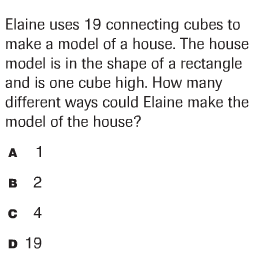 Elaine uses 19 connecting cubes to
make a model of a house. The house
model is in the shape of a rectangle
and is one cube high. How many
different ways could Elaine make the
model of the house?
A 1
B 2
C 4
D 19